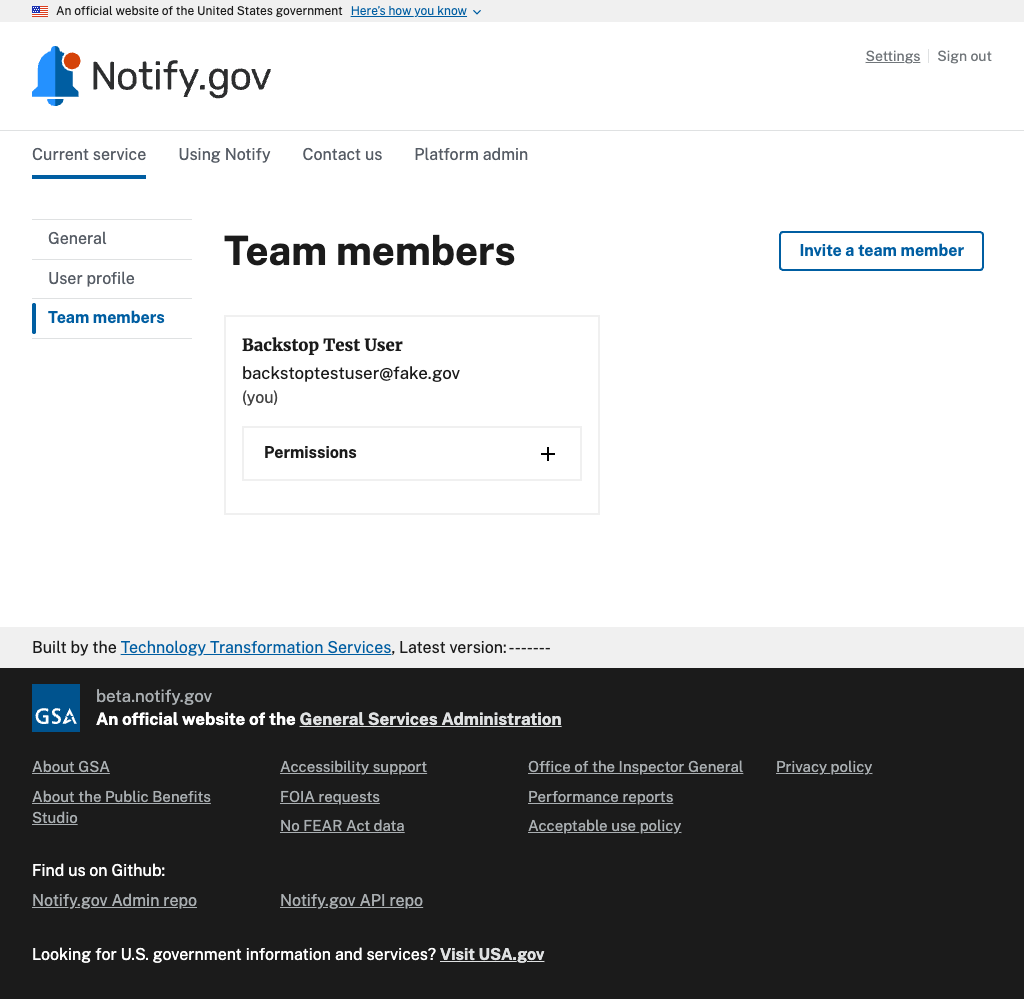 An official website of the United States government Here's how you know
Notify.gov
Settings Sign out
Current service Using Notify Contact us Platform admin
General
User profile
Team members
Team members
Invite a team member
Backstop Test User
backstoptestuser@fake.gov
(you)
Permissions
Built by the Technology Transformation Services, Latest version:-------
GSA
beta.notify.gov
An official website of the General Services Administration
About GSA
About the Public Benefits
Studio
Accessibility support
FOIA requests
No FEAR Act data
Office of the Inspector General
Performance reports
Acceptable use policy
Privacy policy
Find us on Github:
Notify.gov Admin repo Notify.gov API repo
Looking for U.S. government information and services? Visit USA.gov